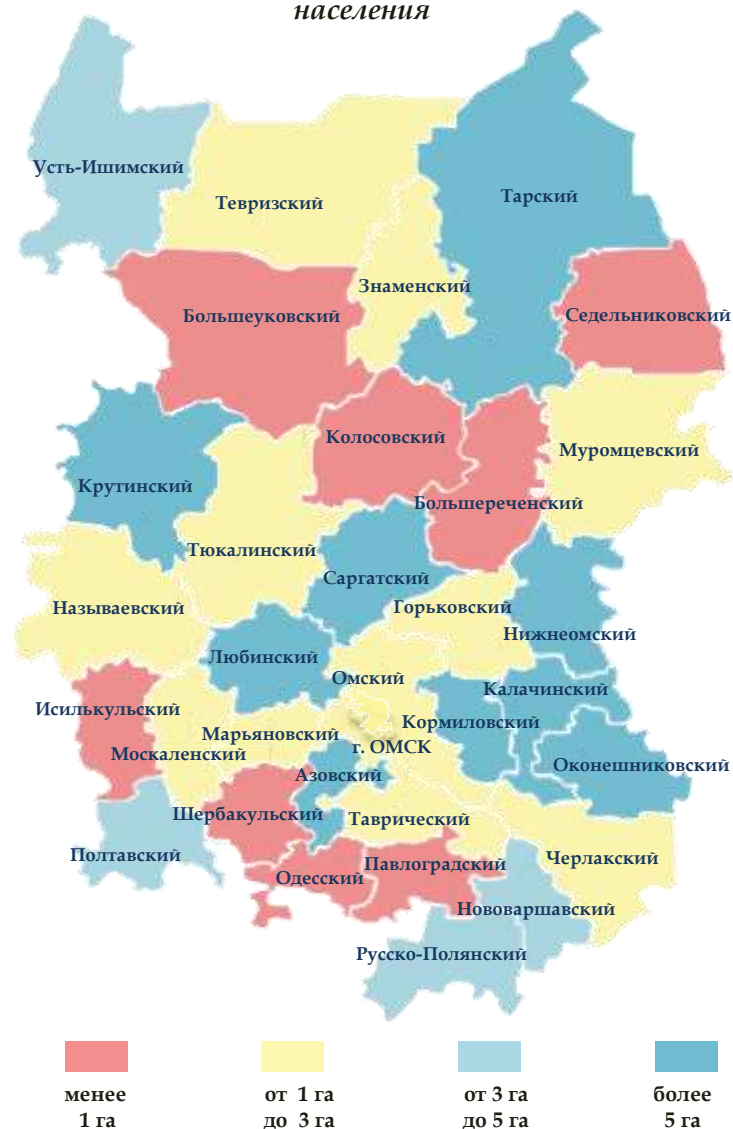 населения
Усть-Ишимский
Тевризский
Тарский
Знаменский
Большеуковский
Седельниковский
Колосовский
Муромцевский
Крутинский
Большереченский
Тюкалинский
Саргатский
Называевский
Горьковский
Нижнеомский
Любинский
Омский
Калачинский
Исилькульский
Кормиловский
Марьяновский
Москаленский
г. ОМСК
Азовский
Оконешниковский
Шербакульский
Таврический
Полтавский
Черлакский
Павлоградский
Одесский
Нововаршавский
Русско-Полянский
менее
1 га
от 1 га
до 3 га
от 3 га
до 5 га
более
5 га